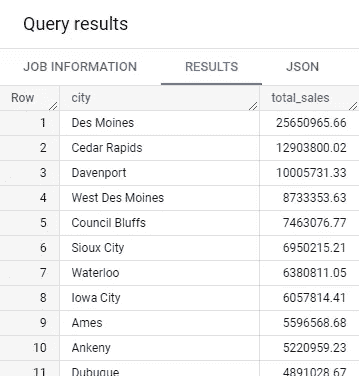 Query results
JOB INFORMATION RESULTS JSON
Row city total_sales
1 Des Moines 25650965.66
2 Cedar Rapids 12903800.02
3 Davenport 10005731.33
4 West Des Moines 8733353.63
5 Council Bluffs 7463076.77
6 Sioux City 6950215.21
7 Waterloo 6380811.05
8 Iowa City 6057814.41
9 Ames 5596568.68
10 Ankeny 5220959.23
11 Dubuque 4891028.67